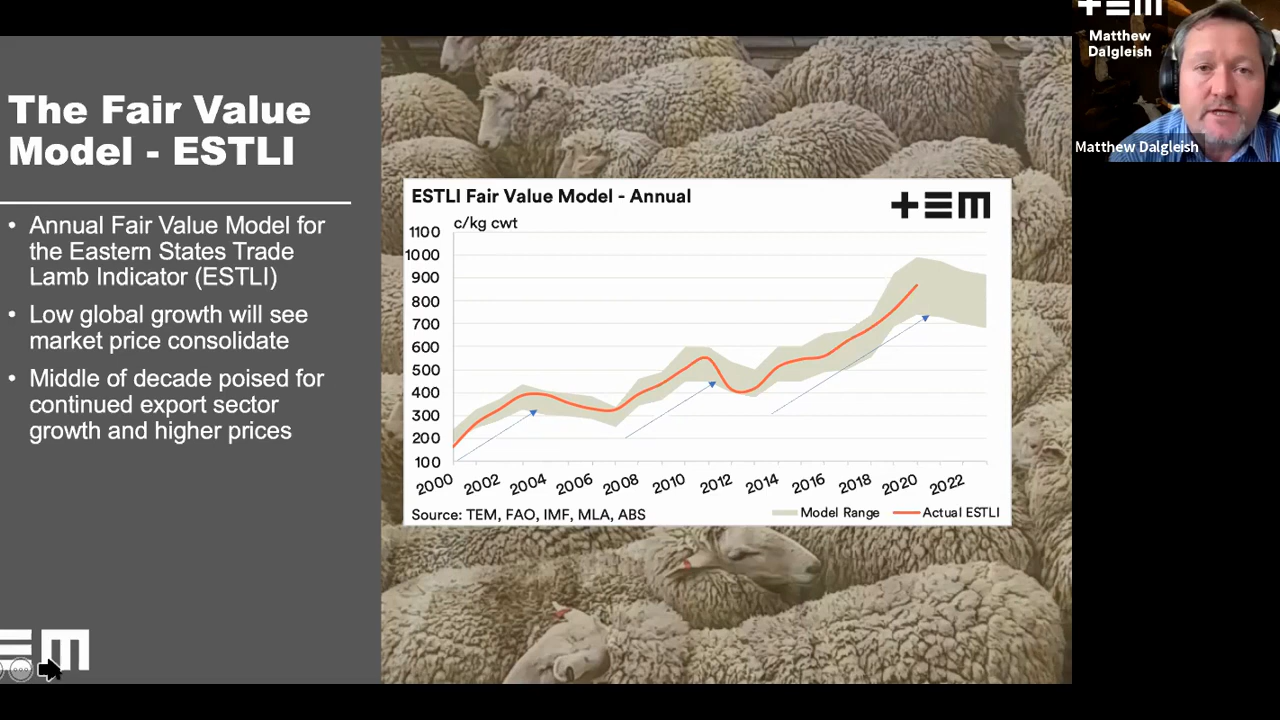 The Fair Value
Model - ESTLI
• Annual Fair Value Model for
the Eastern States Trade
Lamb Indicator (ESTLI)
• Low global growth will see
market price consolidate
• Middle of decade poised for
continued export sector
growth and higher prices
ESTLI Fair Value Model - Annual
c/kg cwt
1100
1000
900
800
700
600
500
400
300
200
100
2000 2002 2004 2006 2008 2010 2012 2014 2016 2018 2020 2022
Source: TEM, FAO, IMF, MLA, ABS
Model Range
Actual ESTLI
Matthew
Dalgleish
Matthew Dalgleish